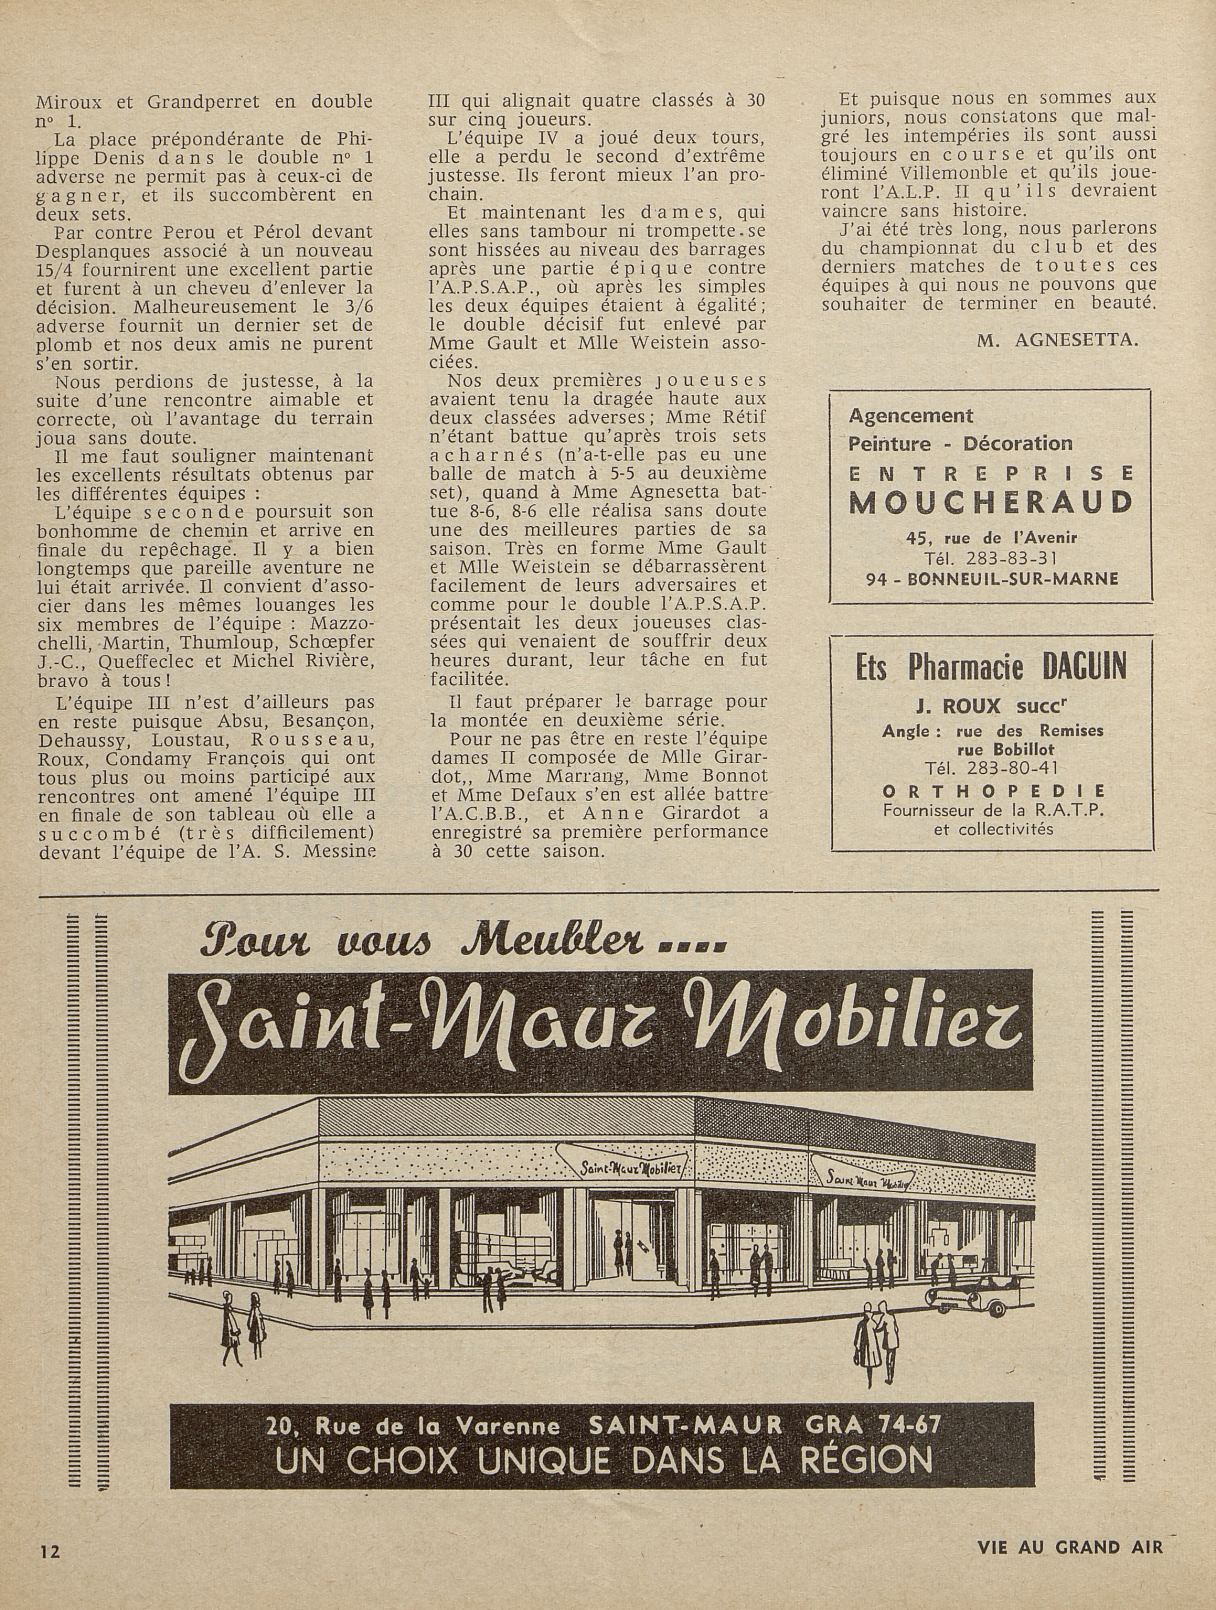 Miroux et Grandperret en double
n° 1.
La place prépondérante de Phi-
lippe Denis dans le double n° 1
adverse ne permit pas à ceux-ci de
gagner, et ils succombèrent en
deux sets.
Par contre Perou et Pérol devant
Desplanques associé à un nouveau
15/4 fournirent une excellent partie
et furent à un cheveu d'enlever la
décision. Malheureusement le 3/6
adverse fournit un dernier set de
plomb et nos deux amis ne purent
s'en sortir.
Nous perdions de justesse, à la
suite d'une rencontre aimable et
correcte, où l'avantage du terrain
joua sans doute.
Il me faut souligner maintenant
les excellents résultats obtenus par
les différentes équipes :
L'équipe seconde poursuit son
bonhomme de chemin et arrive en
finale du repêchage. Il y a bien
longtemps que pareille aventure ne
lui était arrivée. Il convient d'asso-
cier dans les mêmes louanges les
six membres de l'équipe : Mazzo-
chelli, Martin, Thumloup, Schœpfer
J.-C., Queffeclec et Michel Rivière,
bravo à tous !
L'équipe III n'est d'ailleurs pas
en reste puisque Absu, Besançon,
Dehaussy, Loustau, Rousseau,
Roux, Condamy François qui ont
tous plus ou moins participé aux
rencontres ont amené l'équipe III
en finale de son tableau où elle a
succombé (très difficilement)
devant l'équipe de l'A. S. Messine
III qui alignait quatre classés à 30
sur cinq joueurs.
L'équipe IV a joué deux tours,
elle a perdu le second d'extrême
justesse. Ils feront mieux l'an pro-
chain.
Et maintenant les dames, qui
elles sans tambour ni trompette se
sont hissées au niveau des barrages
après une partie épique contre
l'A.P.S.A.P., où après les simples
les deux équipes étaient à égalité ;
le double décisif fut enlevé par
Mme Gault et Mlle Weistein asso-
ciées.
Nos deux premières joueuses
avaient tenu la dragée haute aux
deux classées adverses ; Mme Rétif
n'étant battue qu'après trois sets
acharnés (n'a-t-elle pas eu une
balle de match à 5-5 au deuxième
set), quand à Mme Agnesetta bat-
tue 8-6, 8-6 elle réalisa sans doute
une des meilleures parties de sa
saison. Très en forme Mme Gault
et Mlle Weistein se débarrassèrent
facilement de leurs adversaires et
comme pour le double l'A.P.S.A.P.
présentait les deux joueuses clas-
sées qui venaient de souffrir deux
heures durant, leur tâche en fut
facilitée.
Il faut préparer le barrage pour
la montée en deuxième série.
Pour ne pas être en reste l'équipe
dames II composée de Mlle Girar-
dot,, Mme Marrang, Mme Bonnot
et Mme Defaux s'en est allée battre
l'A.C.B.B., et Anne Girardot a
enregistré sa première performance
à 30 cette saison.
Et puisque nous en sommes aux
juniors, nous constatons que mal-
gré les intempéries ils sont aussi
toujours en course et qu'ils ont
éliminé Villemonble et qu'ils joue-
ront l'A.L.P. II qu'ils devraient
vaincre sans histoire.
J'ai été très long, nous parlerons
du championnat du club et des
derniers matches de toutes ces
équipes à qui nous ne pouvons que
souhaiter de terminer en beauté.
M. AGNESETTA.
Agencement
Peinture - Décoration
ENTREPRISE
MOUCHERAUD
45, rue de l'Avenir
Tél. 283-83-31
94 - BONNEUIL-SUR-MARNE
Ets Pharmacie DAGUIN
J. ROUX succr
Angle : rue des Remises
rue Bobillot
Tél. 283-80-41
ORTHOPEDIE
Fournisseur de la R.A.T.P.
et collectivités
Pour vous Meubler ....
Saint-Maur Mobilier
Saint-Maur Mobilier
Saint Maur Mobilier
20, Rue de la Varenne SAINT-MAUR GRA 74-67
UN CHOIX UNIQUE DANS LA RÉGION
12
VIE AU GRAND AIR